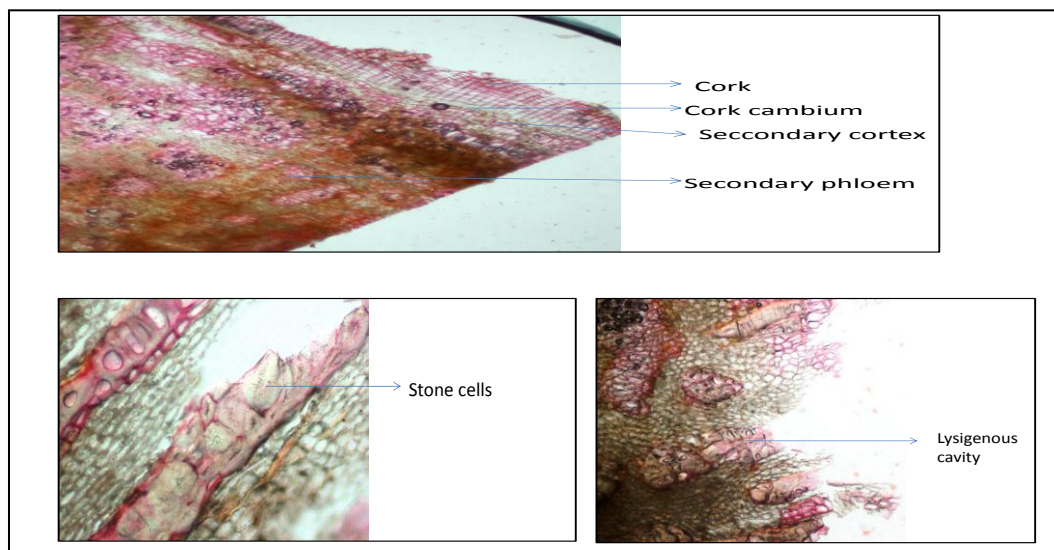 Cork
Cork cambium
Seccondary cortex
Secondary phloem
Stone cells
Lysigenous
cavity